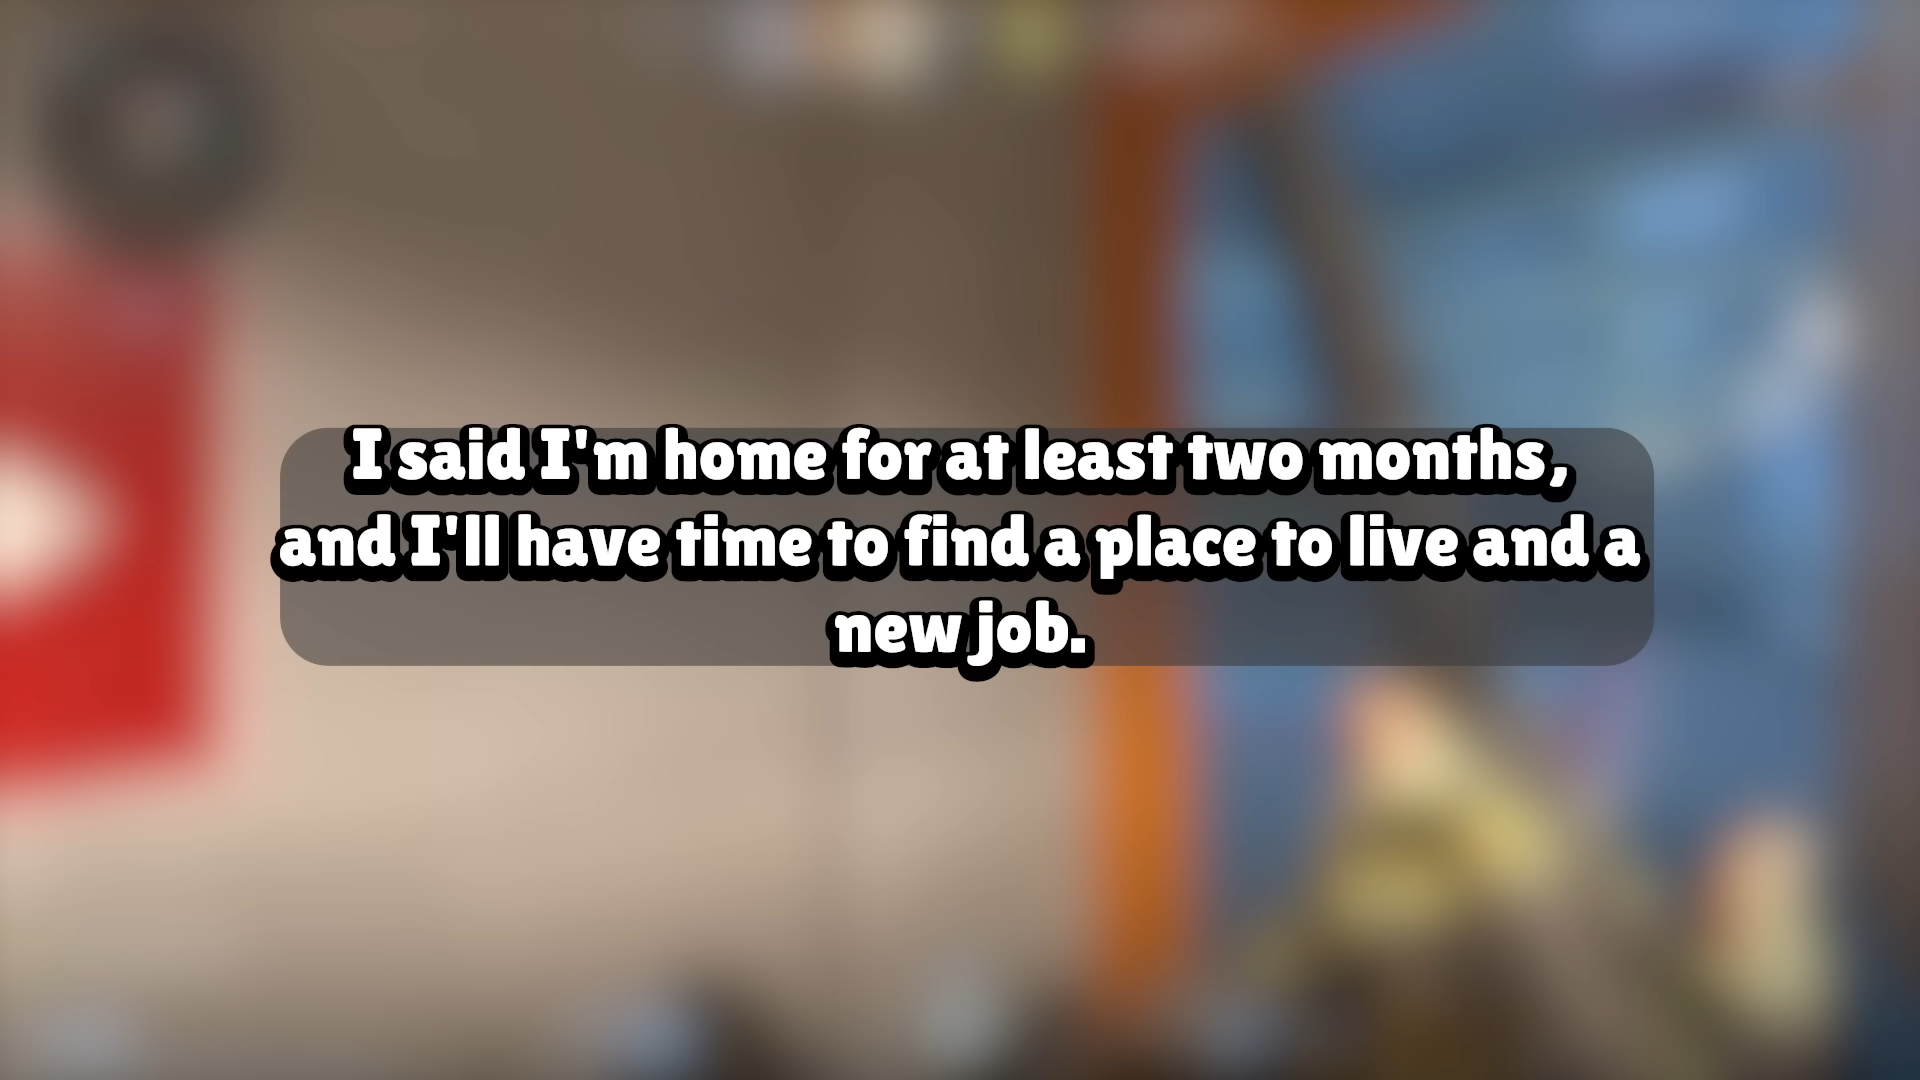 I said I'm home for at least two months,
and I'll have time to find a place to live and a
new job.